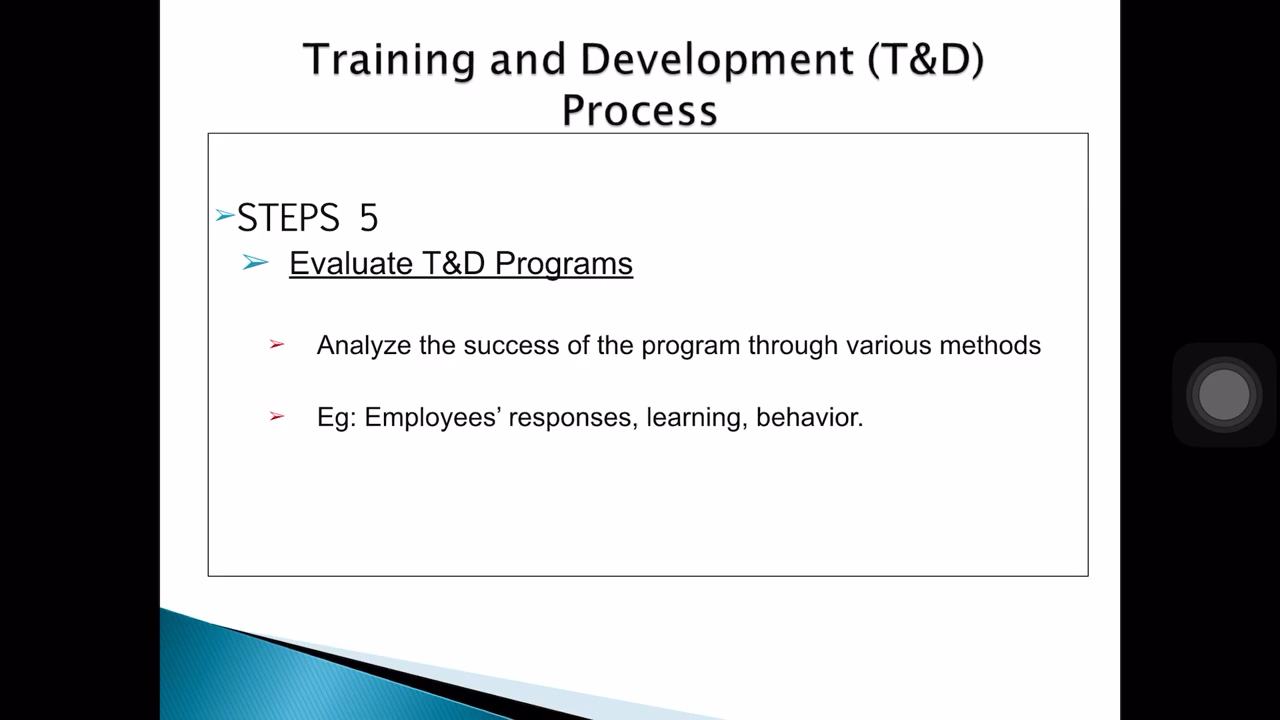 Training and Development (T&D)
Process
STEPS 5
Evaluate T&D Programs
Analyze the success of the program through various methods
Eg: Employees’ responses, learning, behavior.